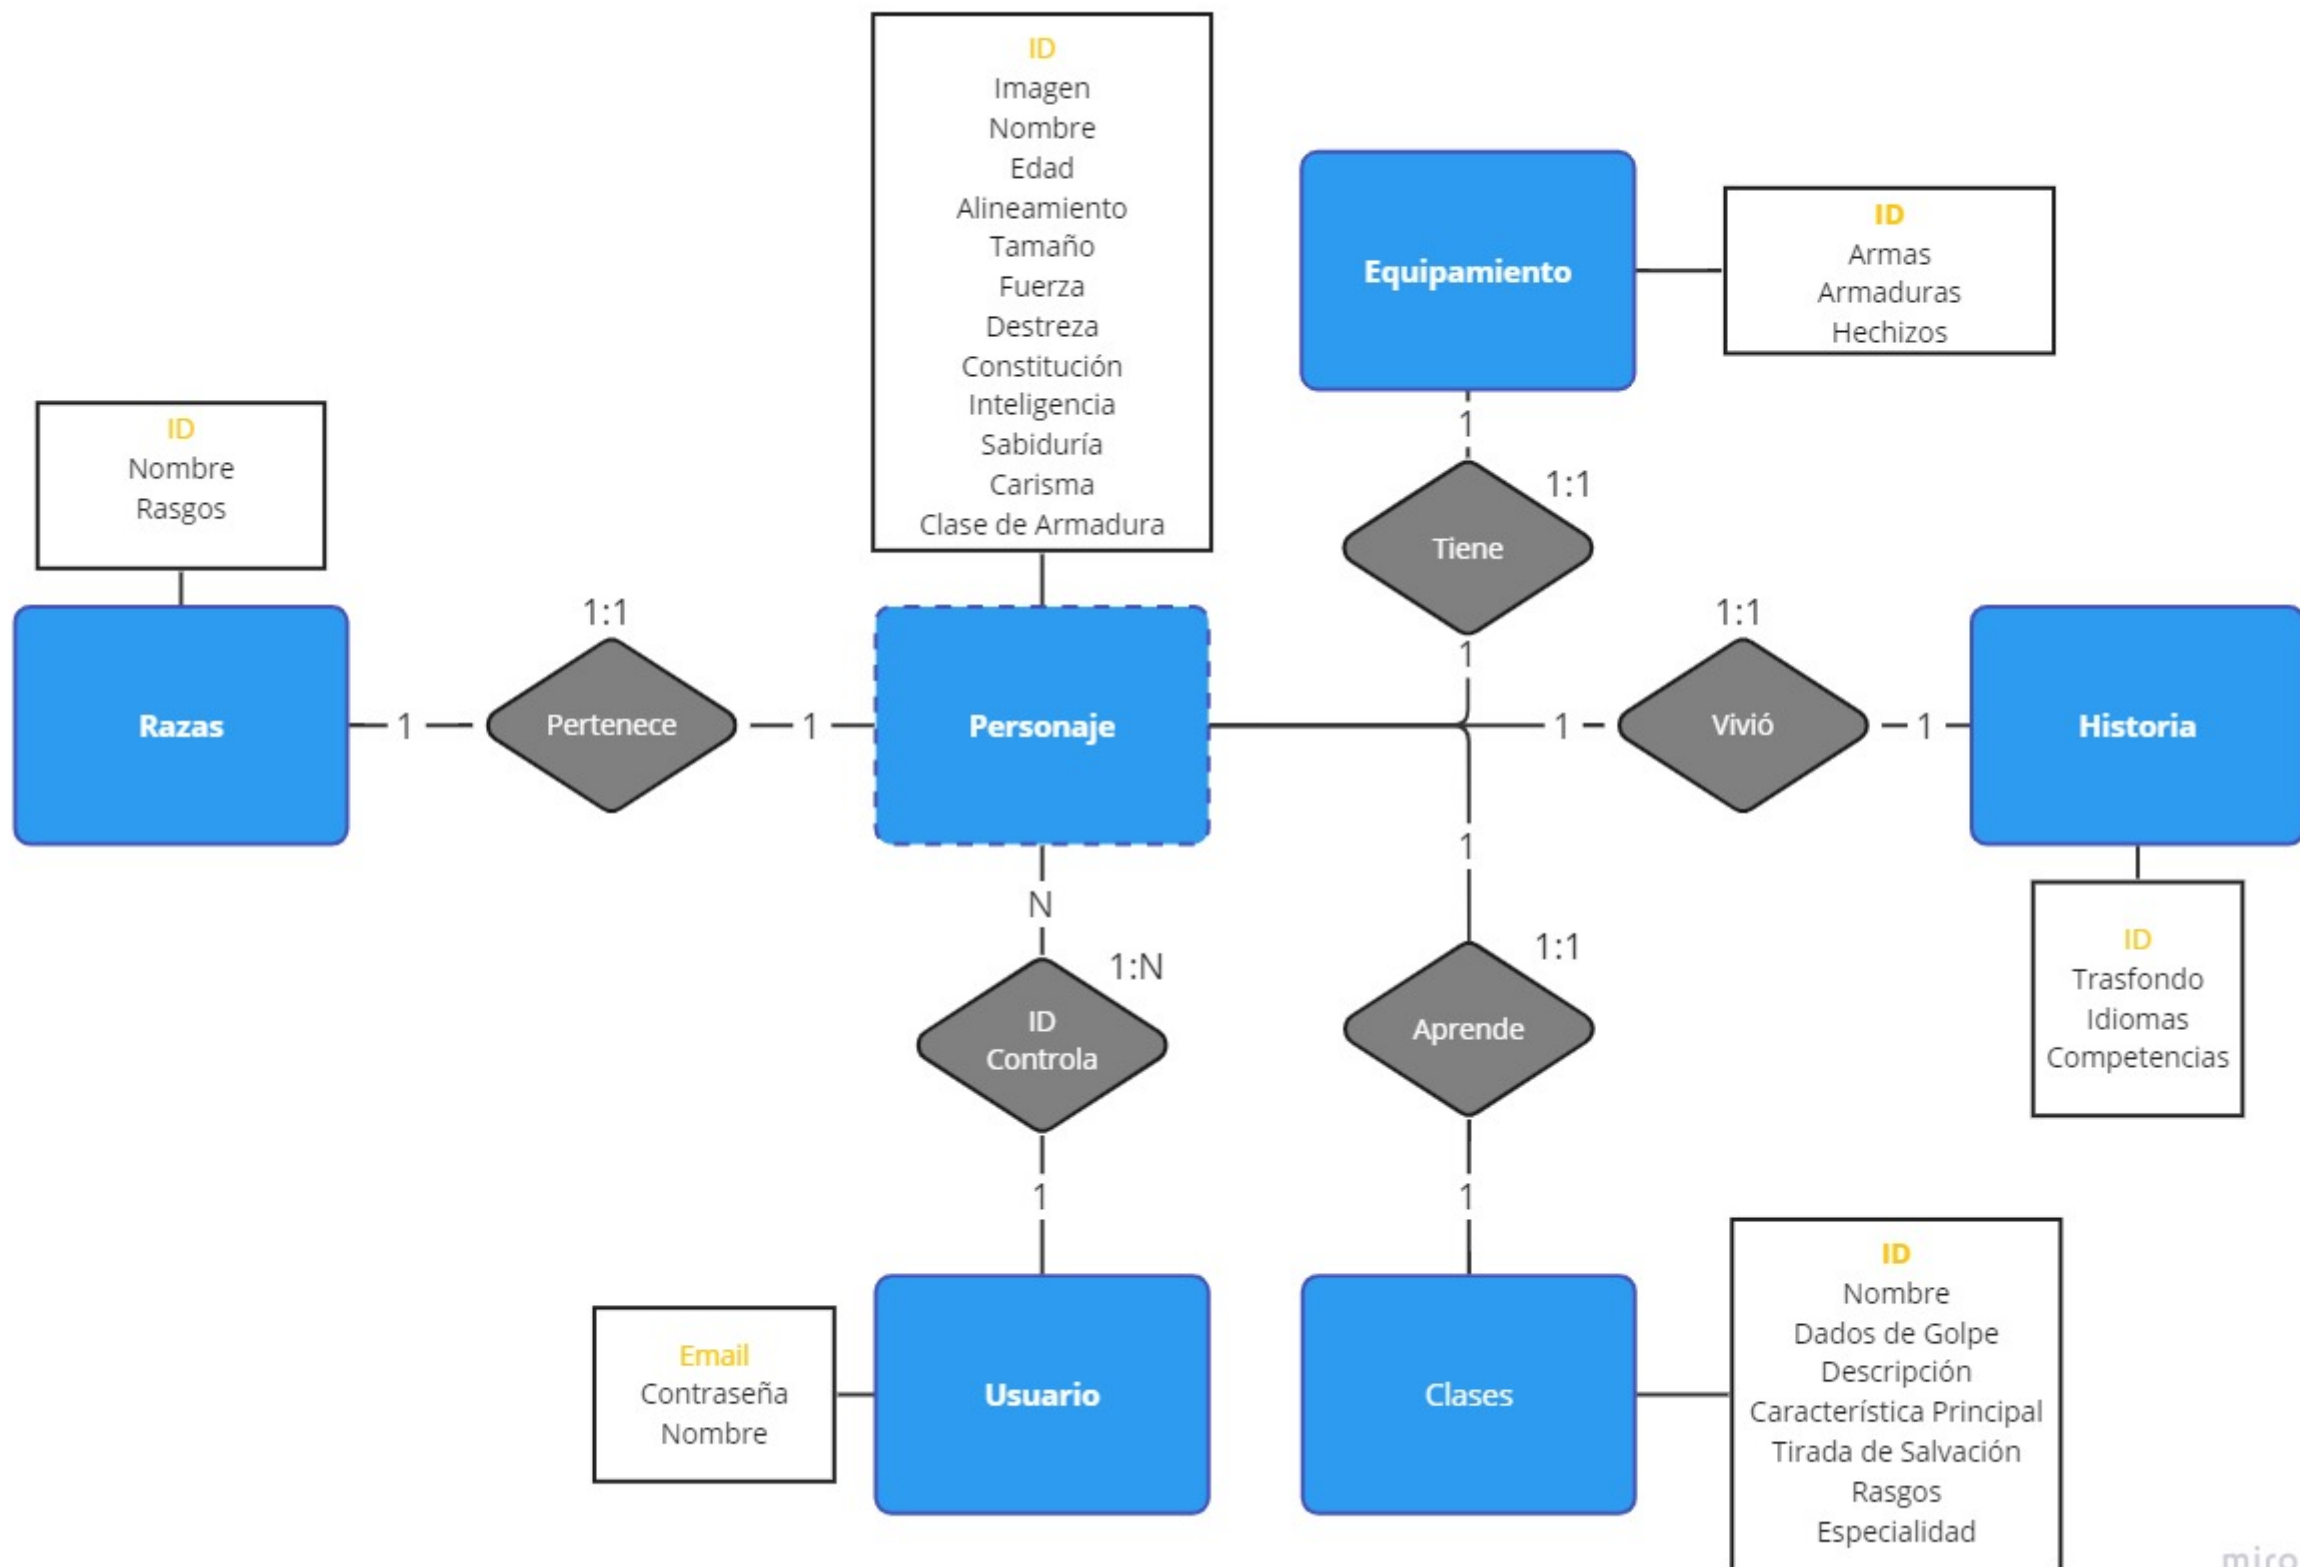 ID
Imagen
Nombre
Edad
Alineamiento
Tamaño
Fuerza
Destreza
Constitución
Inteligencia
Sabiduría
Carisma
Clase de Armadura
Equipamiento
ID
Armas
Armaduras
Hechizos
1
1:1
Tiene
1
ID
Nombre
Rasgos
Razas
1
1:1
Pertenece
1
Personaje
1
1:1
Vivió
1
Historia
ID
Trasfondo
Idiomas
Competencias
N
1:N
ID
Controla
1
1
1:1
Aprende
1
Email
Contraseña
Nombre
Usuario
Clases
ID
Nombre
Dados de Golpe
Descripción
Característica Principal
Tirada de Salvación
Rasgos
Especialidad
miro